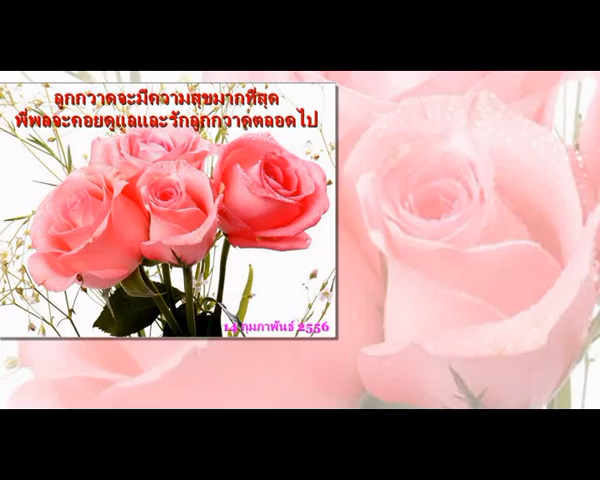 ลูกกวาดจะมีความสุขมากที่สุด
พี่พลจะคอยดูแลและรักลูกกวาดตลอดไป
14 กุมภาพันธ์ 2556